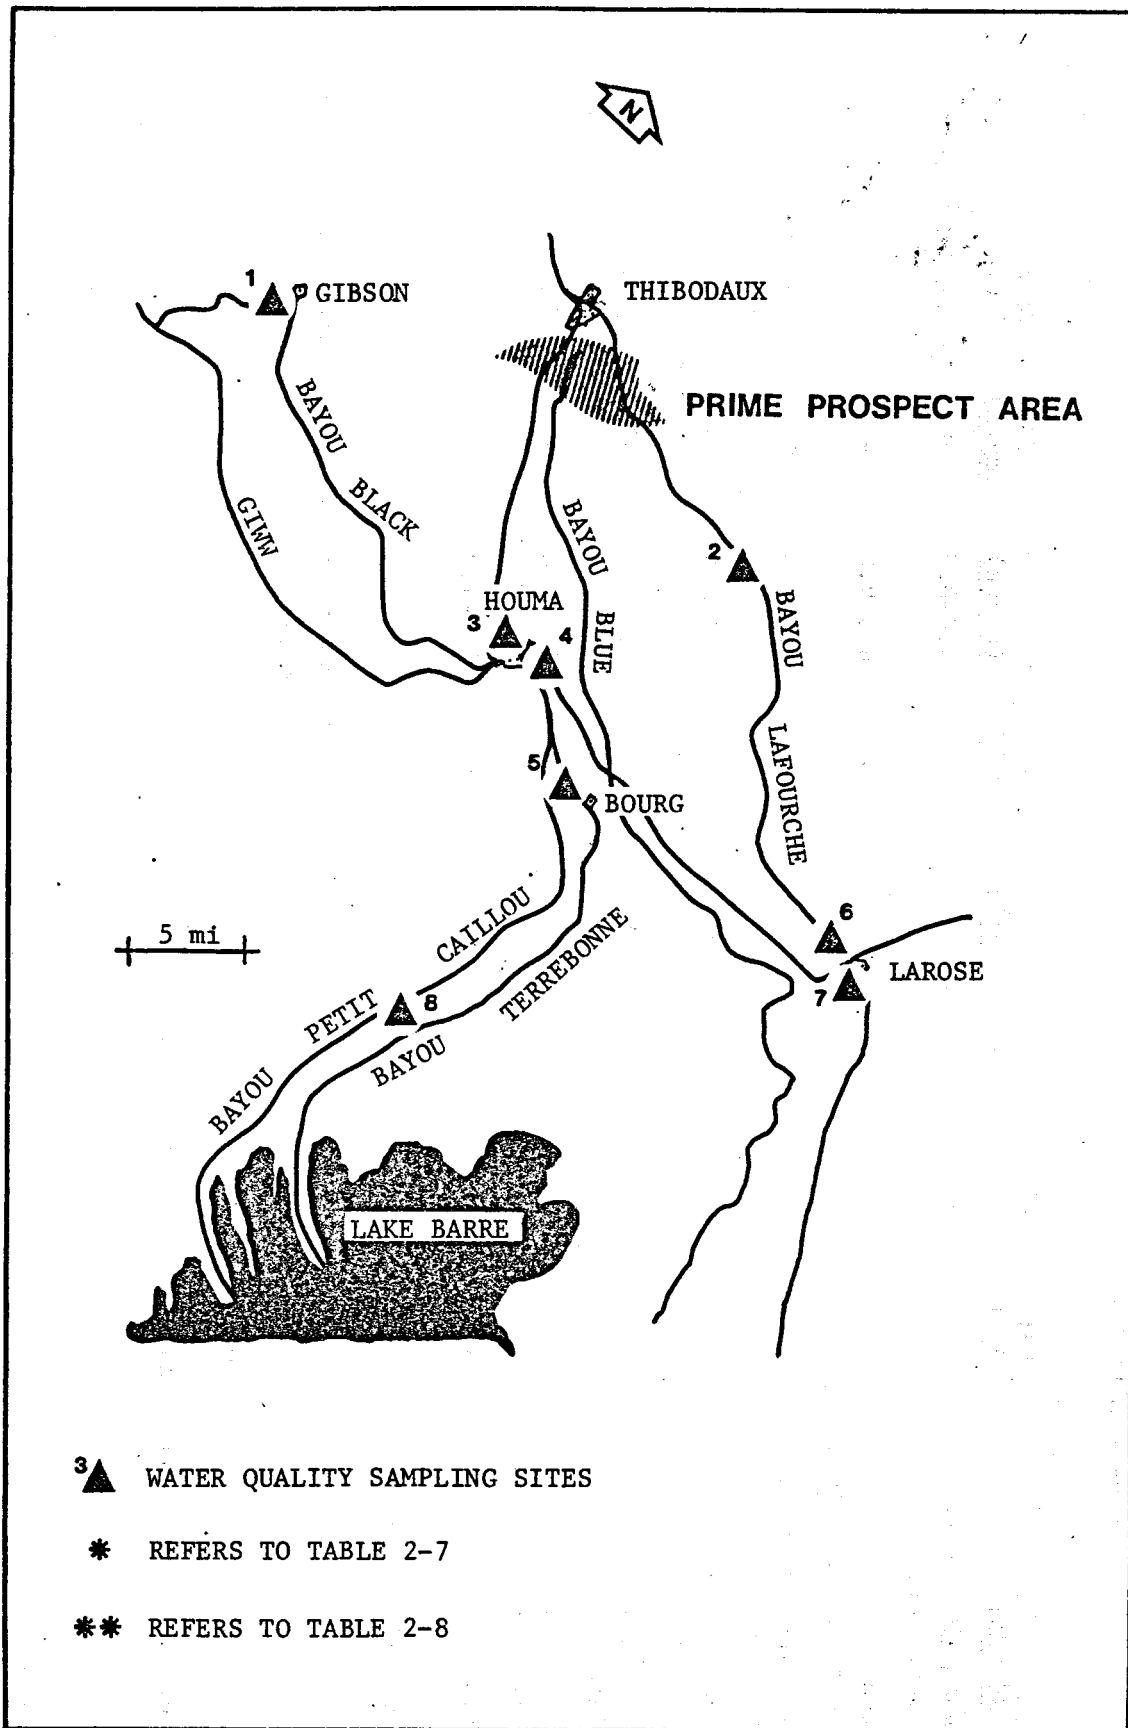 N
1
GIBSON
THIBODAUX
PRIME PROSPECT AREA
BAYOU BLACK
GIWW
BAYOU BLUE
2
HOUMA
3
4
BAYOU LAFOURCHE
5
BOURG
6
5 mi
LAROSE
7
BAYOU PETIT CAILLOU
8
BAYOU TERREBONNE
LAKE BARRE
3 WATER QUALITY SAMPLING SITES
* REFERS TO TABLE 2-7
** REFERS TO TABLE 2-8